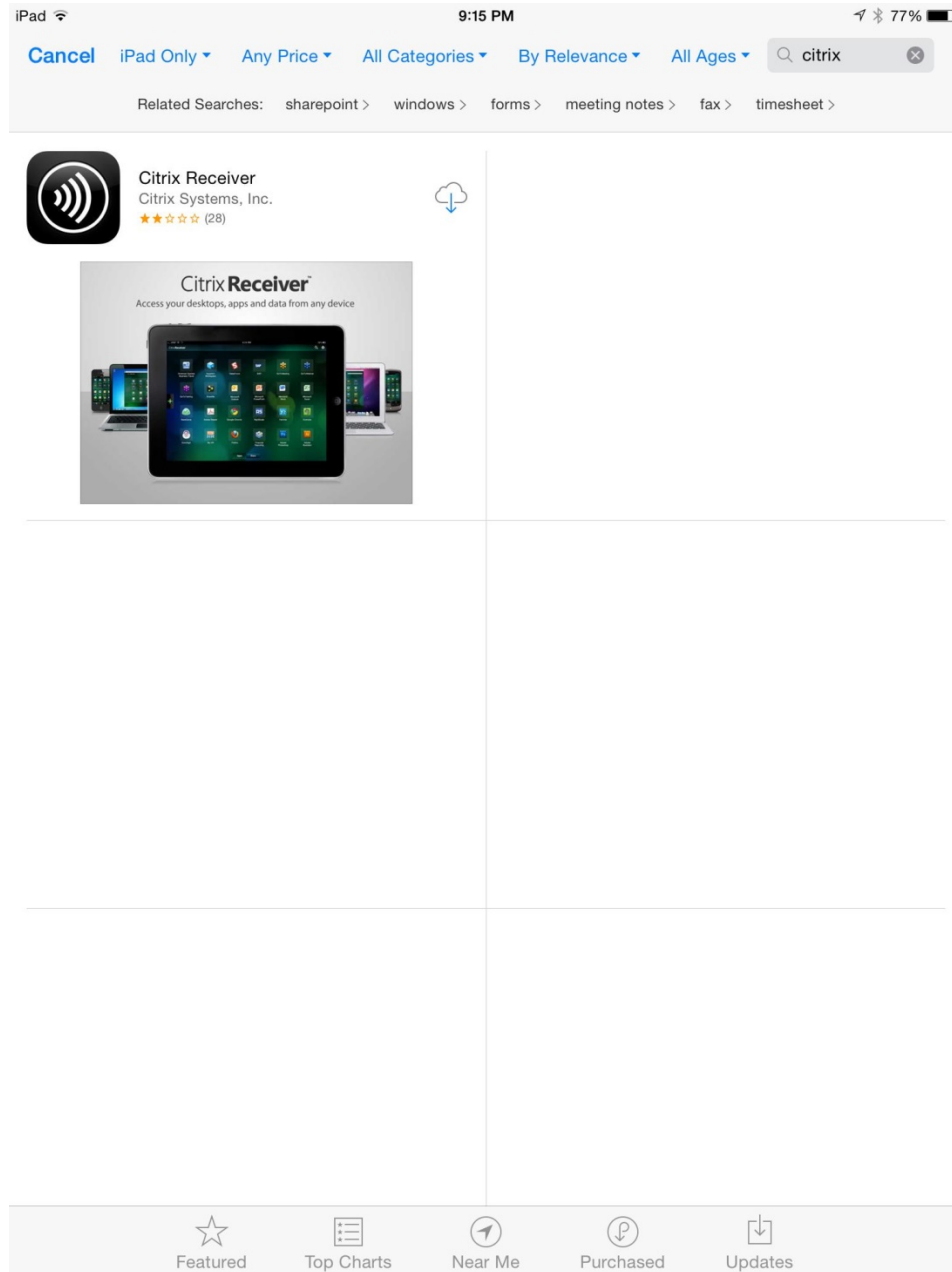 iPad 9:15 PM 77%
Cancel iPad Only Any Price All Categories By Relevance All Ages citrix
Related Searches: sharepoint > windows > forms > meeting notes > fax > timesheet >
Citrix Receiver
Citrix Systems, Inc.
★★☆☆☆ (28)
Citrix Receiver™
Access your desktops, apps and data from any device
Featured Top Charts Near Me Purchased Updates